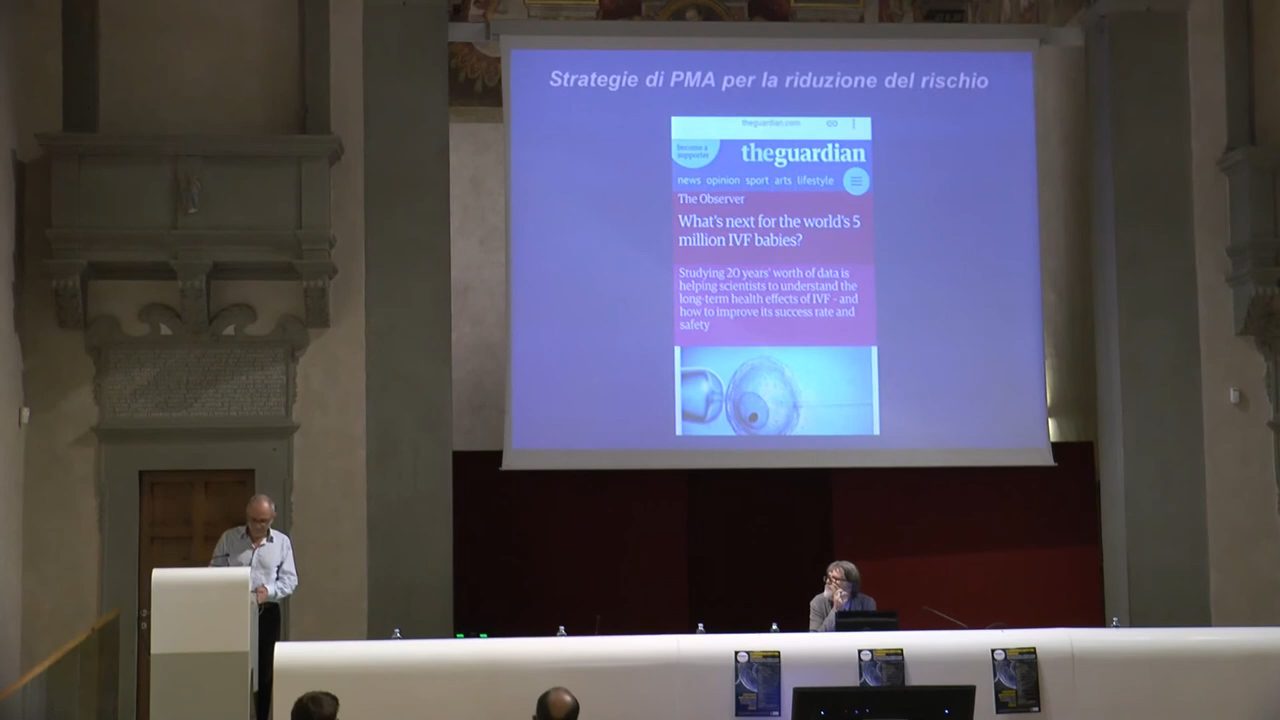 Strategie di PMA per la riduzione del rischio
theguardian.com
become a
supporter
theguardian
news opinion sport arts lifestyle
The Observer
What's next for the world's 5
million IVF babies?
Studying 20 years' worth of data is
helping scientists to understand the
long-term health effects of IVF – and
how to improve its success rate and
safety